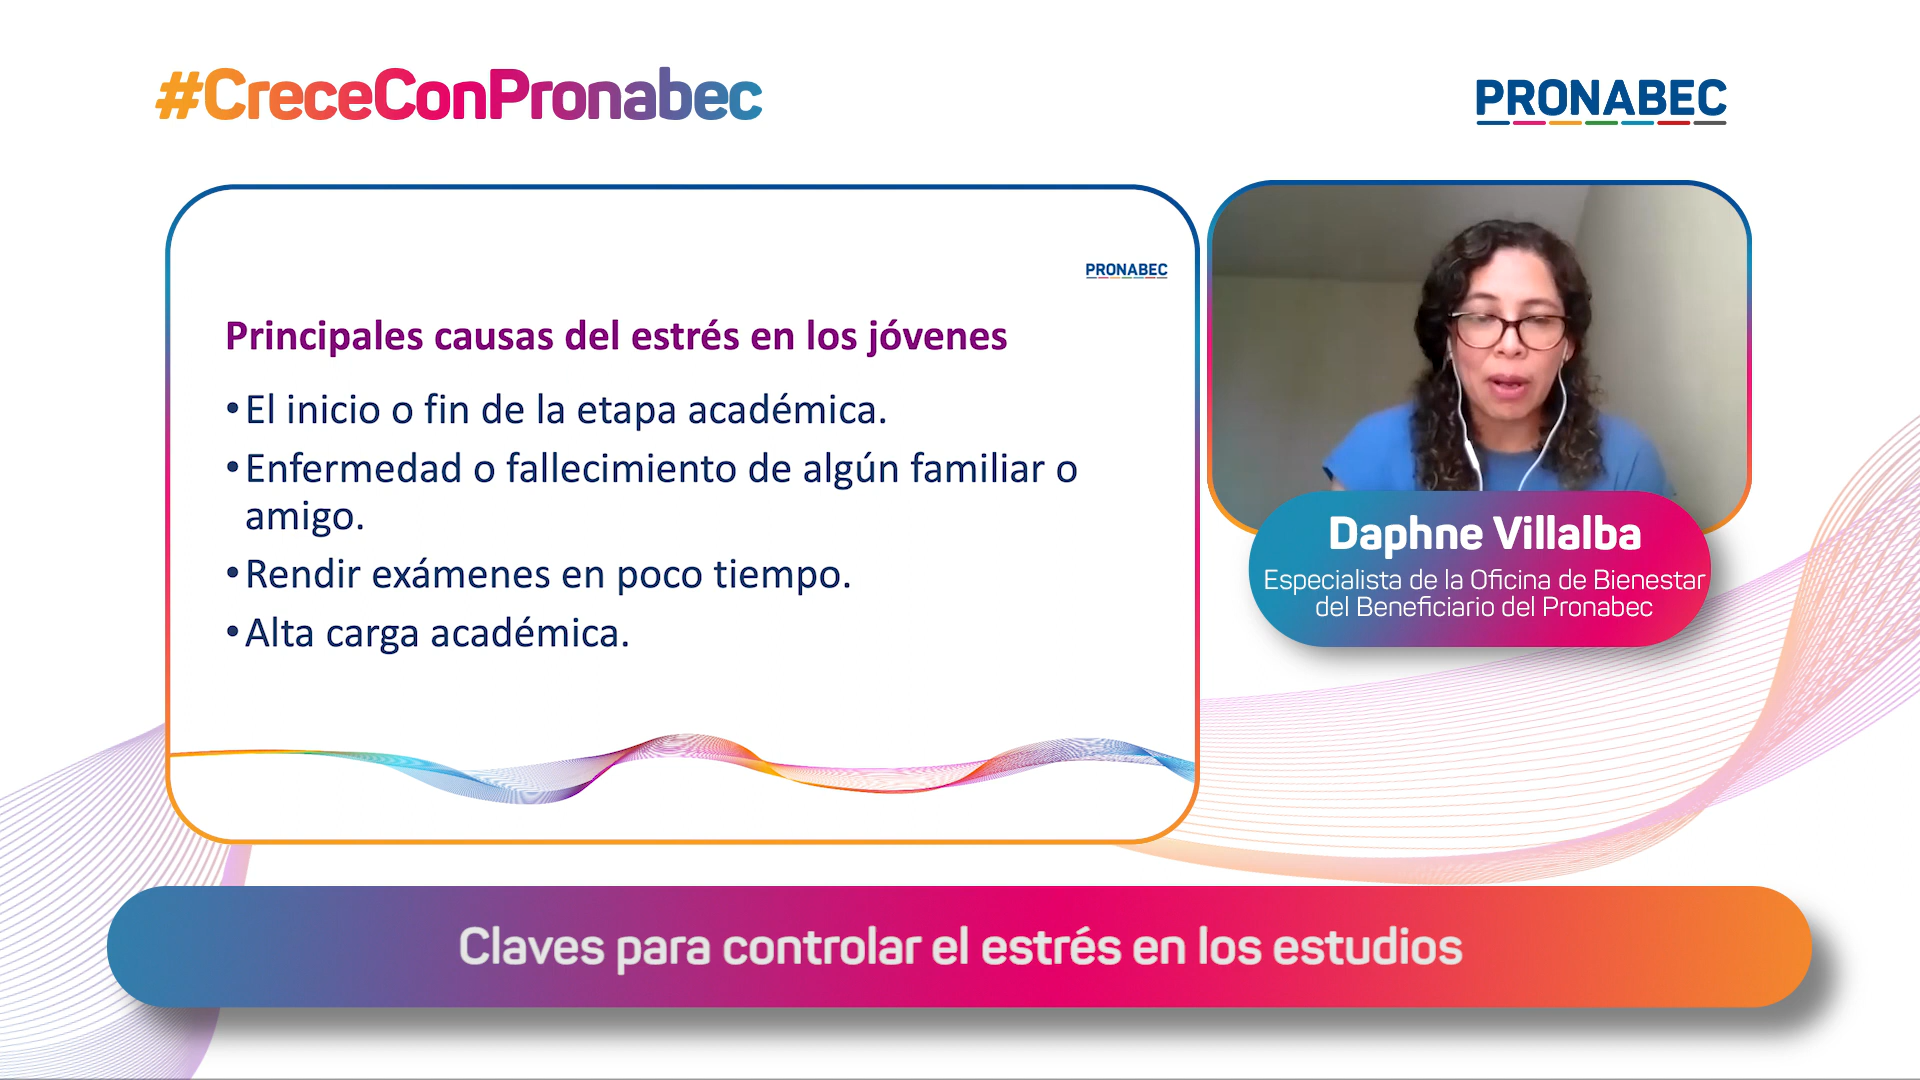 #CreceConPronabec
PRONABEC
PRONABEC
Principales causas del estrés en los jóvenes
•El inicio o fin de la etapa académica.
•Enfermedad o fallecimiento de algún familiar o
amigo.
•Rendir exámenes en poco tiempo.
•Alta carga académica.
Daphne Villalba
Especialista de la Oficina de Bienestar
del Beneficiario del Pronabec
Claves para controlar el estrés en los estudios